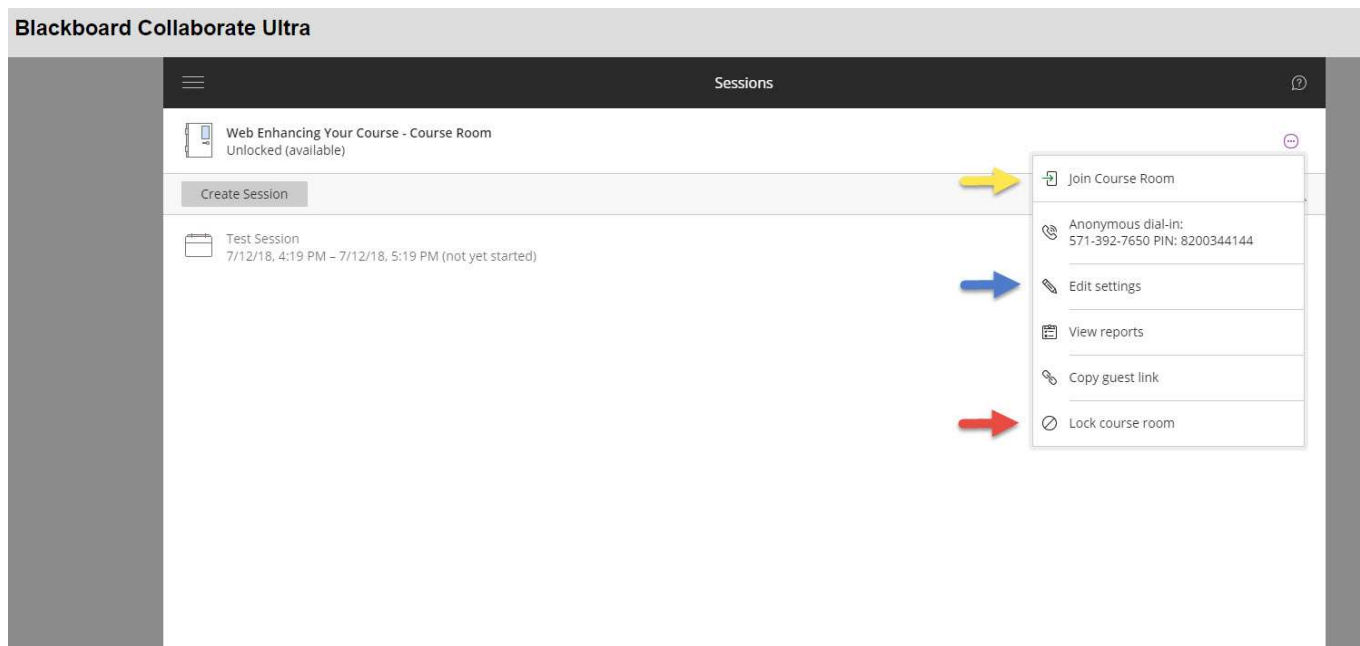 Blackboard Collaborate Ultra
Sessions
Web Enhancing Your Course - Course Room
Unlocked (available)
Create Session
Test Session
7/12/18, 4:19 PM – 7/12/18, 5:19 PM (not yet started)
Join Course Room
Anonymous dial-in:
571-392-7650 PIN: 8200344144
Edit settings
View reports
Copy guest link
Lock course room